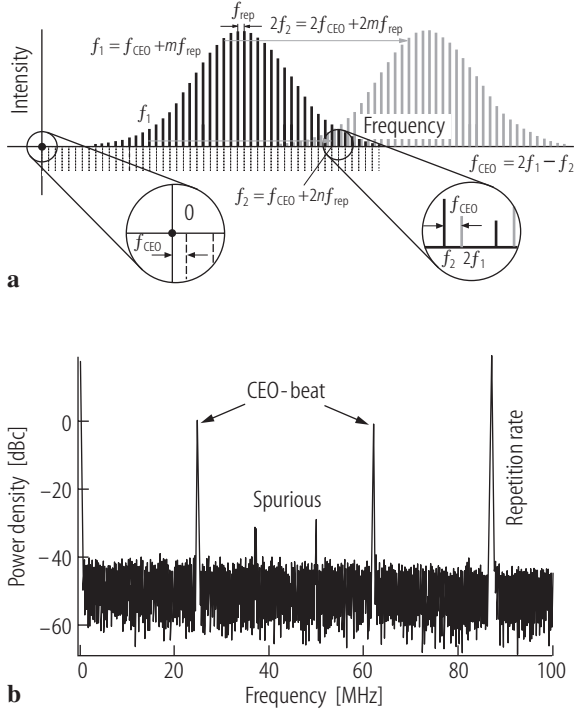 Intensity
f_rep
f_1 = f_CEO + mf_rep
2f_2 = 2f_CEO + 2mf_rep
f_1
Frequency
f_2 = f_CEO + 2nf_rep
f_CEO = 2f_1 − f_2
0
f_CEO
f_CEO
f_2 2f_1
a
Power density [dBc]
0
−20
−40
−60
CEO-beat
Spurious
Repetition rate
0 20 40 60 80 100
Frequency [MHz]
b